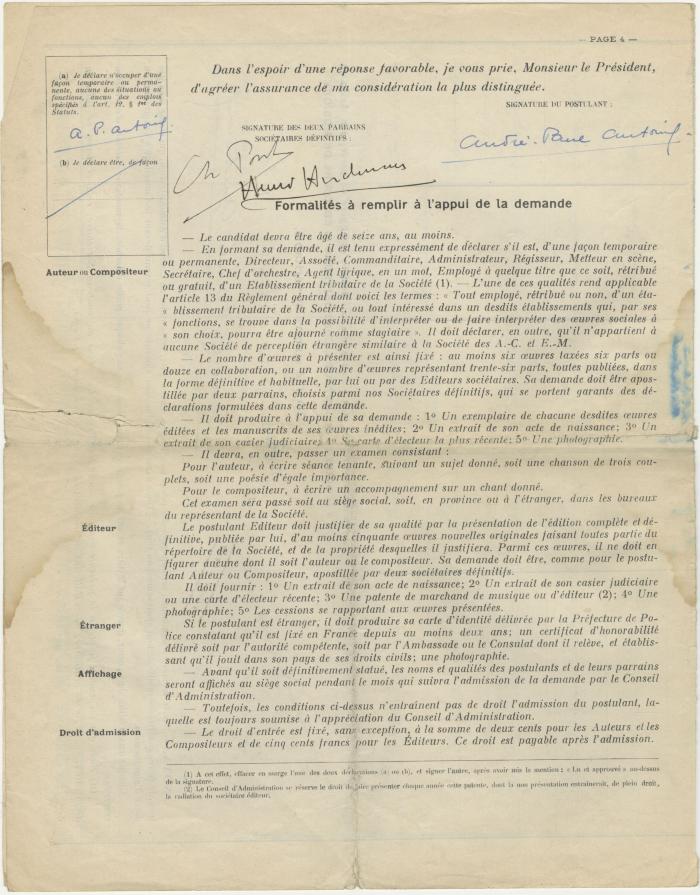 — PAGE 4 —
(a) Je déclare n'occuper d'une
façon temporaire ou perma-
nente, aucune des situations ou
fonctions, aucun des emplois
spécifiés à l'art. 12, § 1er des
Statuts.
A. P. Antoine
(b) Je déclare être, de façon
Dans l'espoir d'une réponse favorable, je vous prie, Monsieur le Président,
d'agréer l'assurance de ma considération la plus distinguée.
SIGNATURE DU POSTULANT :
André-Paul Antoine
SIGNATURE DES DEUX PARRAINS
SOCIÉTAIRES DÉFINITIFS :
Formalités à remplir à l'appui de la demande
— Le candidat devra être âgé de seize ans, au moins.
Auteur ou Compositeur
— En formant sa demande, il est tenu expressément de déclarer s'il est, d'une façon temporaire
ou permanente, Directeur, Associé, Commanditaire, Administrateur, Régisseur, Metteur en scène,
Secrétaire, Chef d'orchestre, Agent lyrique, en un mot, Employé à quelque titre que ce soit, rétribué
ou gratuit, d'un Etablissement tributaire de la Société (1). — L'une de ces qualités rend applicable
l'article 13 du Règlement général dont voici les termes : « Tout employé, rétribué ou non, d'un éta-
« blissement tributaire de la Société, ou tout intéressé dans un desdits établissements qui, par ses
« fonctions, se trouve dans la possibilité d'interpréter ou de faire interpréter des œuvres sociales à
« son choix, pourra être ajourné comme stagiaire ». Il doit déclarer, en outre, qu'il n'appartient à
aucune Société de perception étrangère similaire à la Société des A.-C. et E.-M.
— Le nombre d'œuvres à présenter est ainsi fixé : au moins six œuvres taxées six parts ou
douze en collaboration, ou un nombre d'œuvres représentant trente-six parts, toutes publiées, dans
la forme définitive et habituelle, par lui ou par des Editeurs sociétaires. Sa demande doit être apos-
tillée par deux parrains, choisis parmi nos Sociétaires définitifs, qui se portent garants des dé-
clarations formulées dans cette demande.
— Il doit produire à l'appui de sa demande : 1º Un exemplaire de chacune desdites œuvres
éditées et les manuscrits de ses œuvres inédites; 2º Un extrait de son acte de naissance; 3º Un
extrait de son casier judiciaire; 4º Sa carte d'électeur la plus récente; 5º Une photographie.
— Il devra, en outre, passer un examen consistant :
Pour l'auteur, à écrire séance tenante, suivant un sujet donné, soit une chanson de trois cou-
plets, soit une poésie d'égale importance.
Pour le compositeur, à écrire un accompagnement sur un chant donné.
Cet examen sera passé soit au siège social, soit, en province ou à l'étranger, dans les bureaux
du représentant de la Société.
Éditeur
Le postulant Editeur doit justifier de sa qualité par la présentation de l'édition complète et dé-
finitive, publiée par lui, d'au moins cinquante œuvres nouvelles originales faisant toutes partie du
répertoire de la Société, et de la propriété desquelles il justifiera. Parmi ces œuvres, il ne doit en
figurer aucune dont il soit l'auteur ou le compositeur. Sa demande doit être, comme pour le postu-
lant Auteur ou Compositeur, apostillée par deux sociétaires définitifs.
Il doit fournir : 1º Un extrait de son acte de naissance; 2º Un extrait de son casier judiciaire
ou une carte d'électeur récente; 3º Une patente de marchand de musique ou d'éditeur (2); 4º Une
photographie; 5º Les cessions se rapportant aux œuvres présentées.
Étranger
Si le postulant est étranger, il doit produire sa carte d'identité délivrée par la Préfecture de Po-
lice constatant qu'il est fixé en France depuis au moins deux ans; un certificat d'honorabilité
délivré soit par l'autorité compétente, soit par l'Ambassade ou le Consulat dont il relève, et établis-
sant qu'il jouit dans son pays de ses droits civils; une photographie.
Affichage
— Avant qu'il soit définitivement statué, les noms et qualités des postulants et de leurs parrains
seront affichés au siège social pendant le mois qui suivra l'admission de la demande par le Conseil
d'Administration.
— Toutefois, les conditions ci-dessus n'entraînent pas de droit l'admission du postulant, la-
quelle est toujours soumise à l'appréciation du Conseil d'Administration.
Droit d'admission
— Le droit d'entrée est fixé, sans exception, à la somme de deux cents pour les Auteurs et les
Compositeurs et de cinq cents francs pour les Éditeurs. Ce droit est payable après l'admission.
(1) A cet effet, effacer en marge l'une des deux déclarations (a) ou (b), et signer l'autre, après avoir mis la mention : « Lu et approuvé » au-dessus
de la signature.
(2) Le Conseil d'Administration se réserve le droit de faire présenter chaque année cette patente, dont la non présentation entraînerait, de plein droit,
la radiation du sociétaire éditeur.